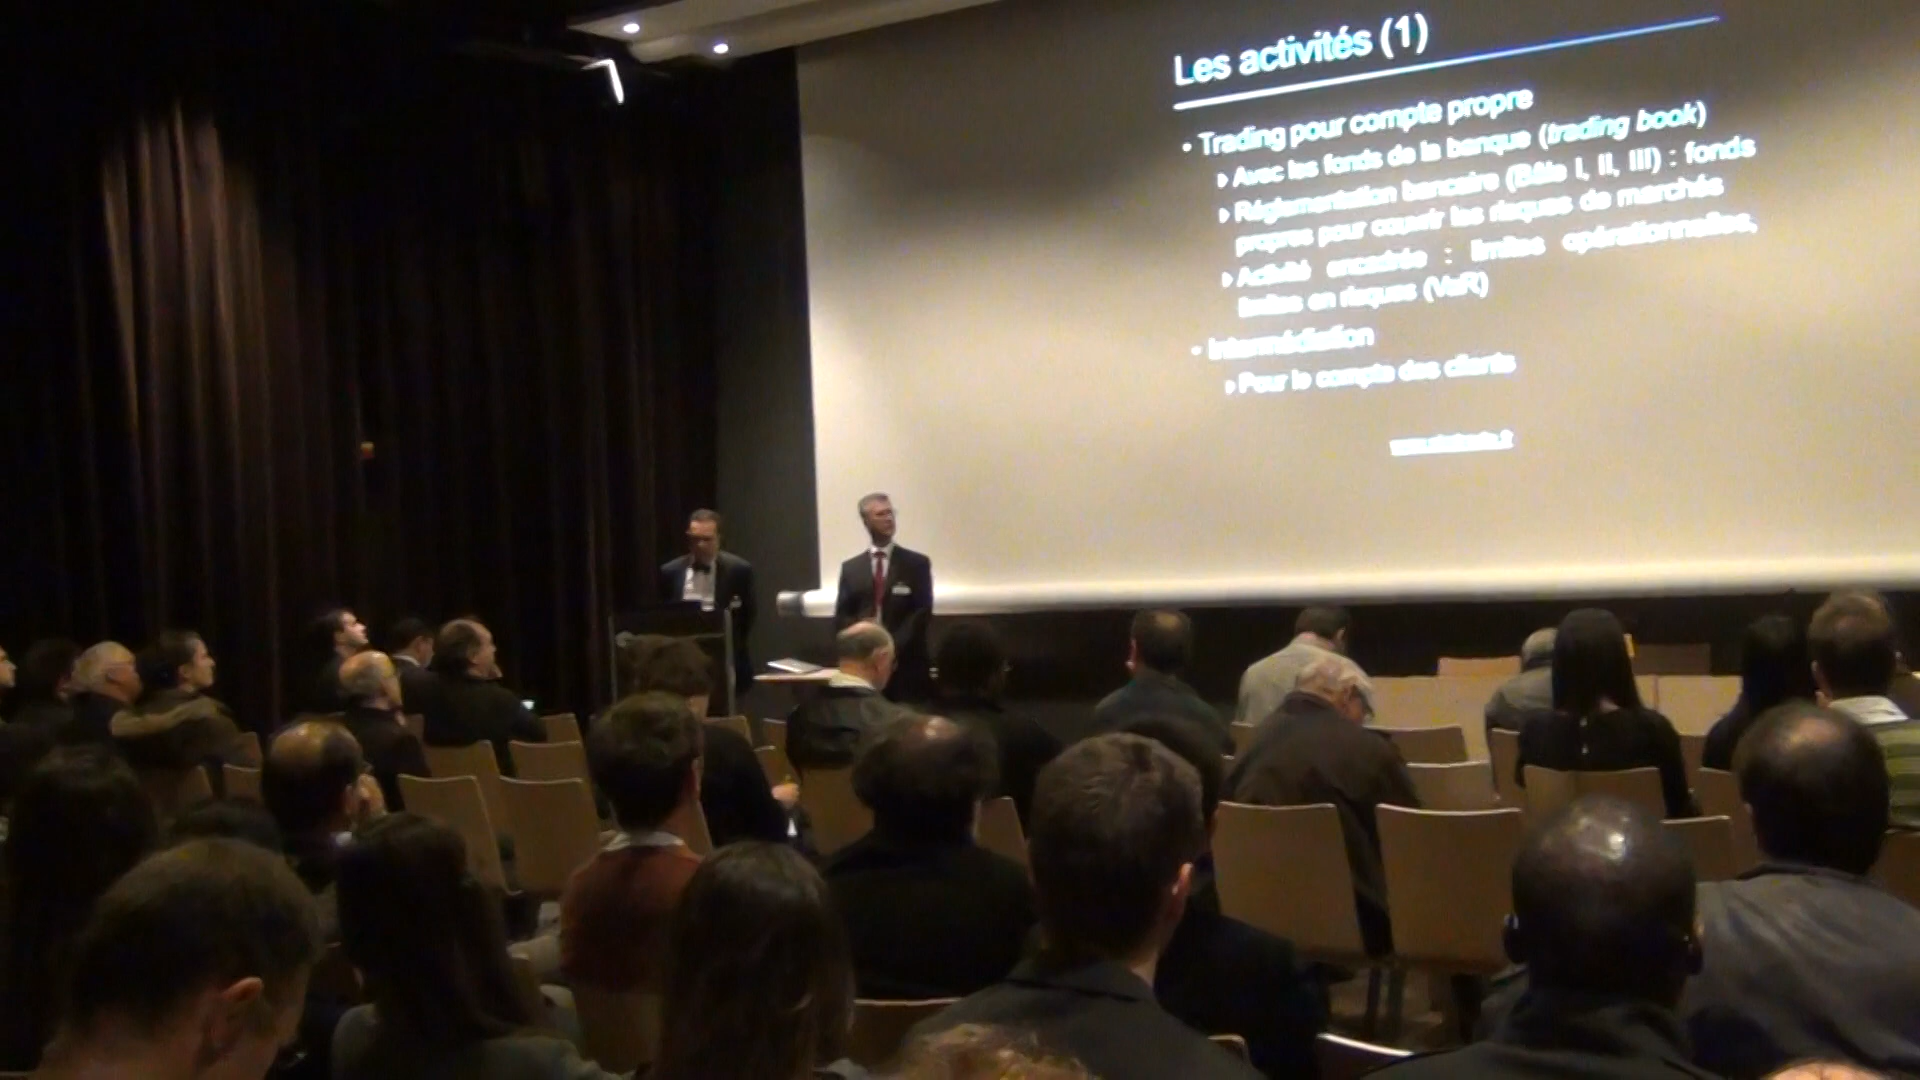 Les activités (1)
• Trading pour compte propre
Avec les fonds de la banque (trading book)
Réglementation bancaire (Bâle I, II, III) : fonds
propres pour couvrir les risques de marchés
Activité encadrée : limites opérationnelles,
limites en risques (VaR)
• Intermédiation
Pour le compte des clients